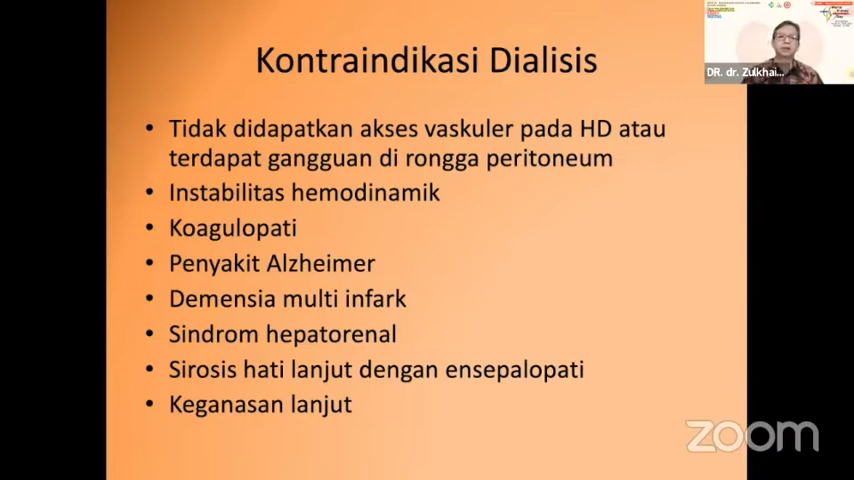 Kontraindikasi Dialisis
• Tidak didapatkan akses vaskuler pada HD atau
terdapat gangguan di rongga peritoneum
• Instabilitas hemodinamik
• Koagulopati
• Penyakit Alzheimer
• Demensia multi infark
• Sindrom hepatorenal
• Sirosis hati lanjut dengan ensepalopati
• Keganasan lanjut
DR. dr. Zulkhai...
zoom